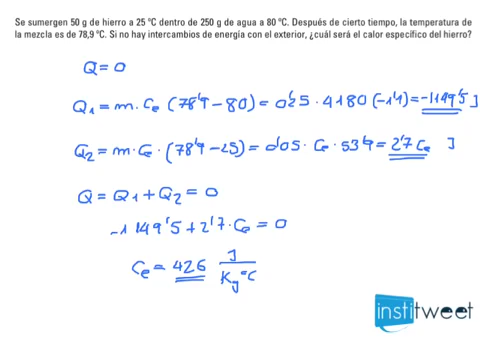 Se sumergen 50 g de hierro a 25 ºC dentro de 250 g de agua a 80 ºC. Después de cierto tiempo, la temperatura de
la mezcla es de 78,9 ºC. Si no hay intercambios de energía con el exterior, ¿cuál será el calor específico del hierro?
Q=0
Q1=m·Ce (78'9-80)=0'25·4180(-1'1)=-1149'5 J
Q2=m·Ce·(78'9-25)=0'05·Ce·53'9=2'7 Ce J
Q=Q1+Q2=0
-1149'5+2'7·Ce=0
Ce=426 J/Kg ºC
institweet